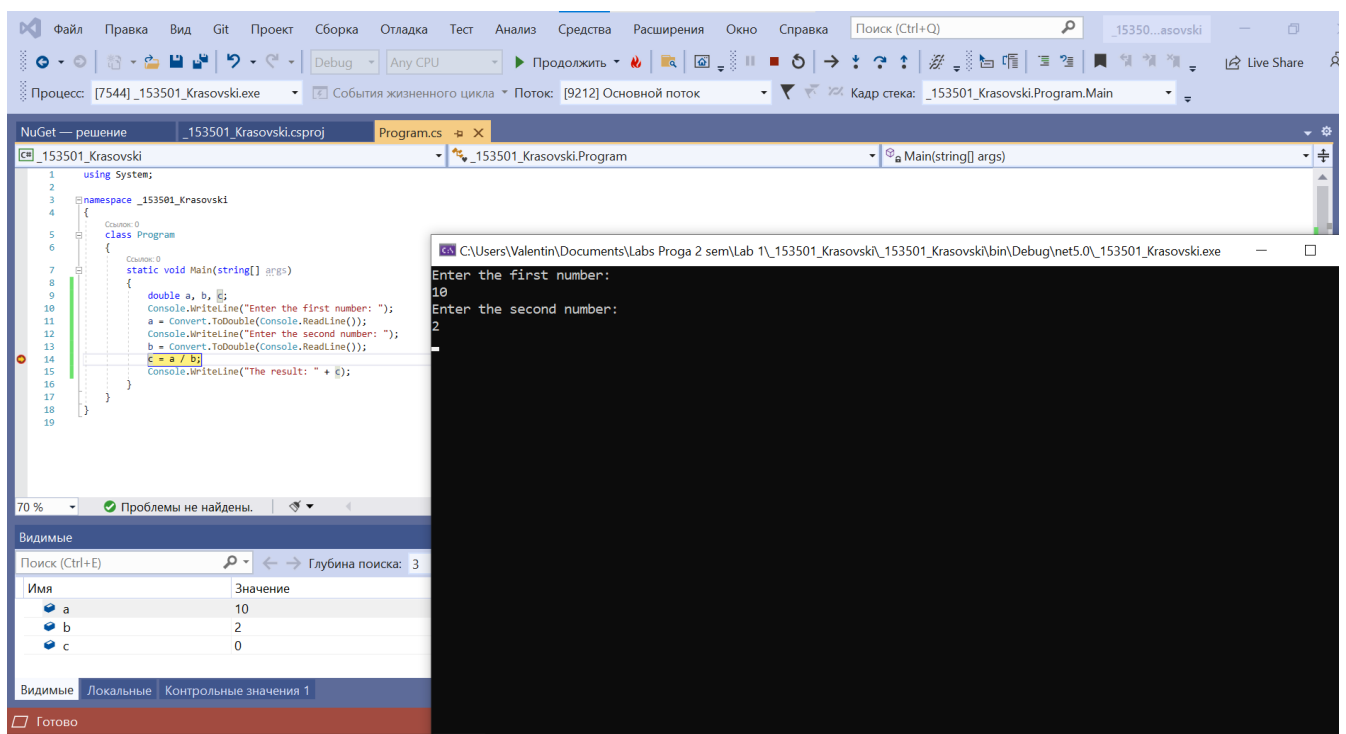 Файл Правка Вид Git Проект Сборка Отладка Тест Анализ Средства Расширения Окно Справка Поиск (Ctrl+Q) _15350...asovski
Debug Any CPU Продолжить Live Share
Процесс: [7544] _153501_Krasovski.exe События жизненного цикла Поток: [9212] Основной поток Кадр стека: _153501_Krasovski.Program.Main
NuGet — решение _153501_Krasovski.csproj Program.cs
C# _153501_Krasovski _153501_Krasovski.Program Main(string[] args)
1 using System;
2
3 namespace _153501_Krasovski
4 {
Ссылок: 0
5 class Program
6 {
Ссылок: 0
7 static void Main(string[] args)
8 {
9 double a, b, c;
10 Console.WriteLine("Enter the first number: ");
11 a = Convert.ToDouble(Console.ReadLine());
12 Console.WriteLine("Enter the second number: ");
13 b = Convert.ToDouble(Console.ReadLine());
14 c = a / b;
15 Console.WriteLine("The result: " + c);
16 }
17 }
18 }
19
C:\Users\Valentin\Documents\Labs Proga 2 sem\Lab 1\_153501_Krasovski\_153501_Krasovski\bin\Debug\net5.0\_153501_Krasovski.exe
Enter the first number:
10
Enter the second number:
2
70 % Проблемы не найдены.
Видимые
Поиск (Ctrl+E) Глубина поиска: 3
Имя Значение
a 10
b 2
c 0
Видимые Локальные Контрольные значения 1
Готово